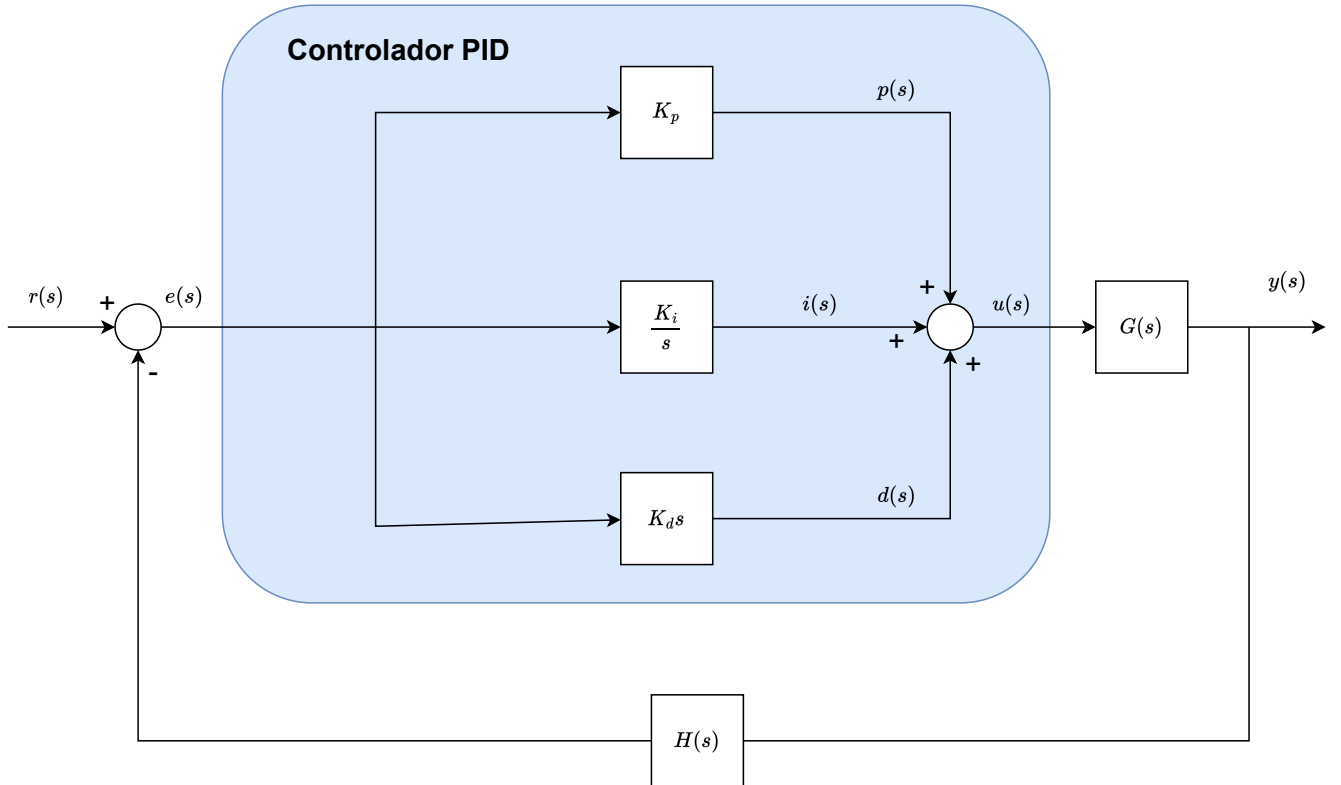 Controlador PID
p(s)
K_p
r(s)
+
e(s)
K_i
s
i(s)
+
+
u(s)
G(s)
y(s)
-
+
K_d s
d(s)
H(s)